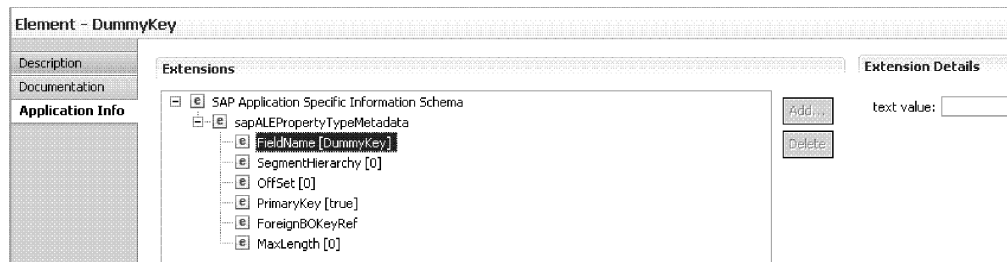 Element - DummyKey
Description
Documentation
Application Info
Extensions
SAP Application Specific Information Schema
sapALEPropertyTypeMetadata
FieldName [DummyKey]
SegmentHierarchy [0]
OffSet [0]
PrimaryKey [true]
ForeignBOKeyRef
MaxLength [0]
Add...
Delete
Extension Details
text value: